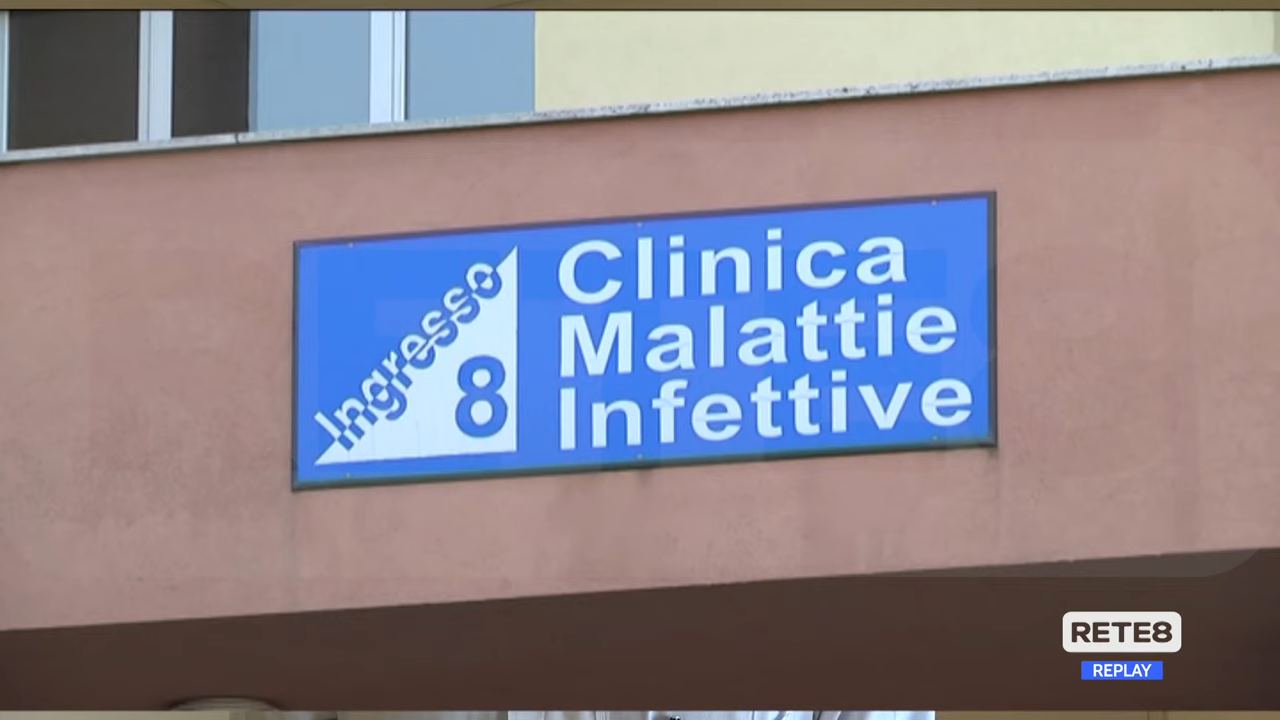 Ingresso
8
Clinica
Malattie
Infettive
RETE8
REPLAY